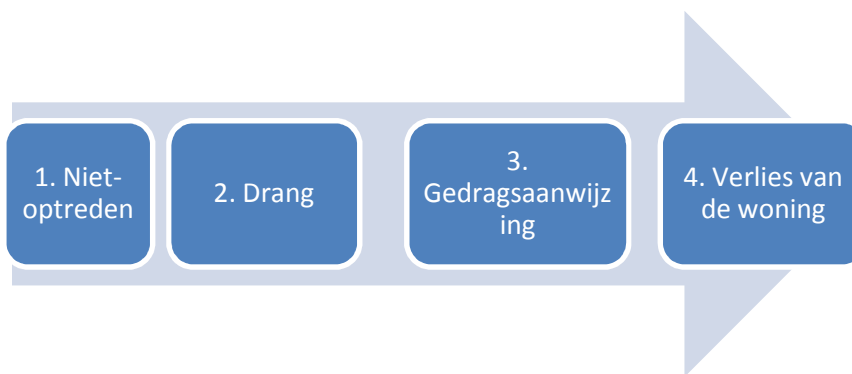 1. Niet-
optreden
2. Drang
3.
Gedragsaanwijz
ing
4. Verlies van
de woning